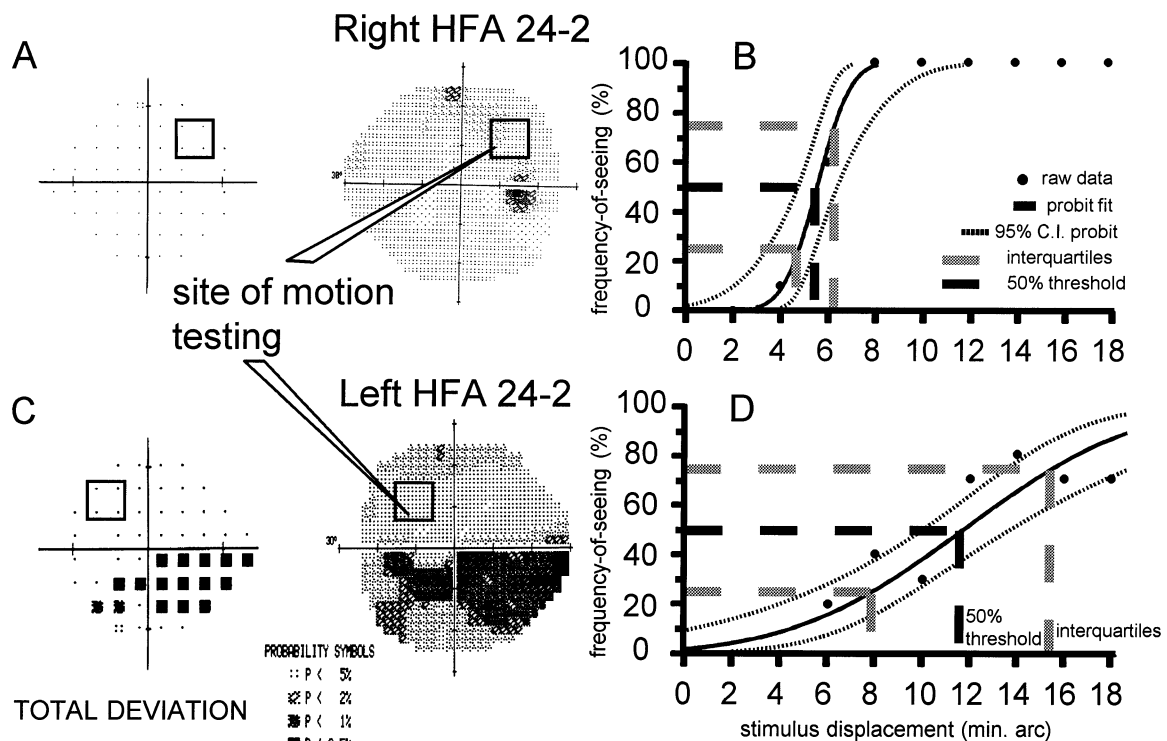 A
Right HFA 24-2
30°
site of motion
testing
B
frequency-of-seeing (%)
100
80
60
40
20
0
raw data
probit fit
95% C.I. probit
interquartiles
50% threshold
0 2 4 6 8 10 12 14 16 18
C
Left HFA 24-2
30°
PROBABILITY SYMBOLS
P < 5%
P < 2%
P < 1%
TOTAL DEVIATION
D
frequency-of-seeing (%)
100
80
60
40
20
0
50%
threshold
interquartiles
0 2 4 6 8 10 12 14 16 18
stimulus displacement (min. arc)